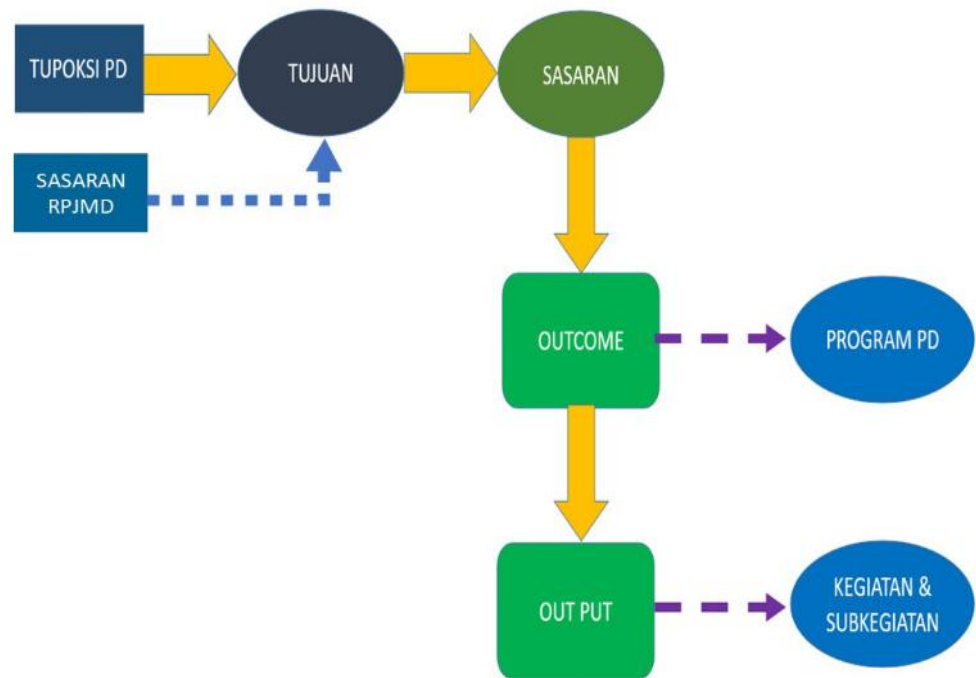 TUPOKSI PD
TUJUAN
SASARAN
SASARAN
RPJMD
OUTCOME
PROGRAM PD
OUT PUT
KEGIATAN &
SUBKEGIATAN